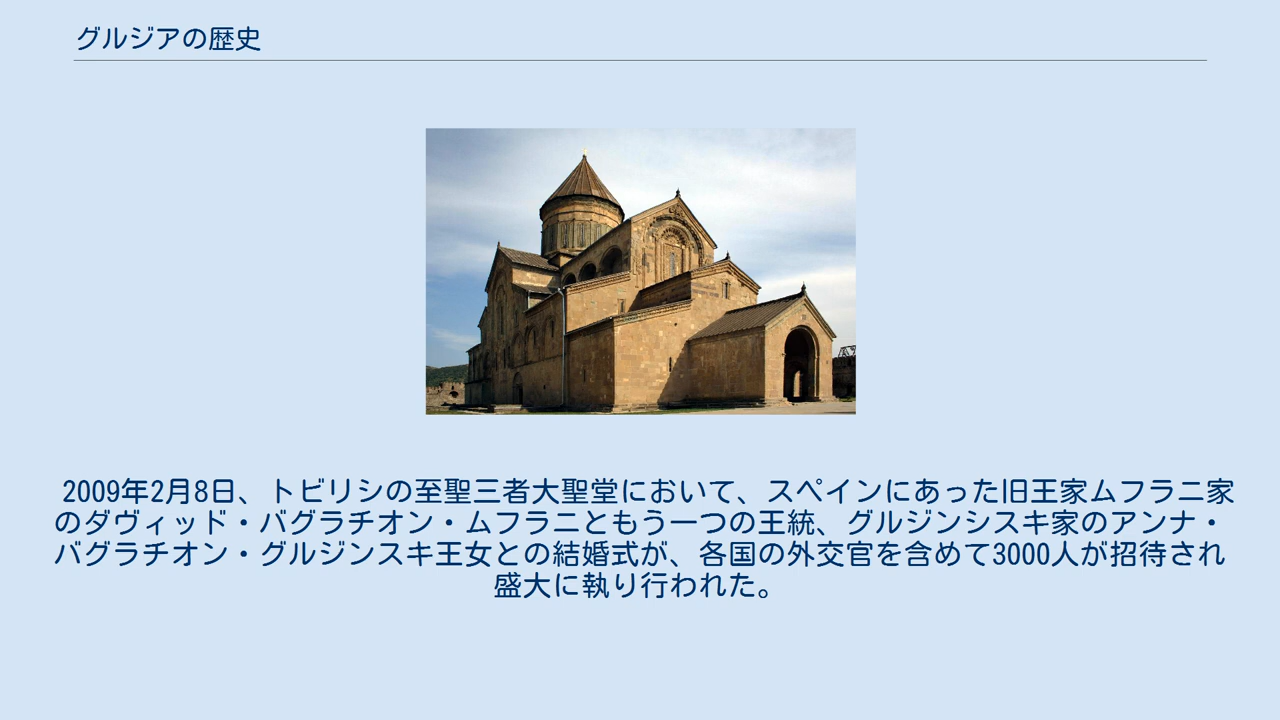 グルジアの歴史
2009年2月8日、トビリシの至聖三者大聖堂において、スペインにあった旧王家ムフラニ家
のダヴィッド・バグラチオン・ムフラニともう一つの王統、グルジンシスキ家のアンナ・
バグラチオン・グルジンスキ王女との結婚式が、各国の外交官を含めて3000人が招待され
盛大に執り行われた。